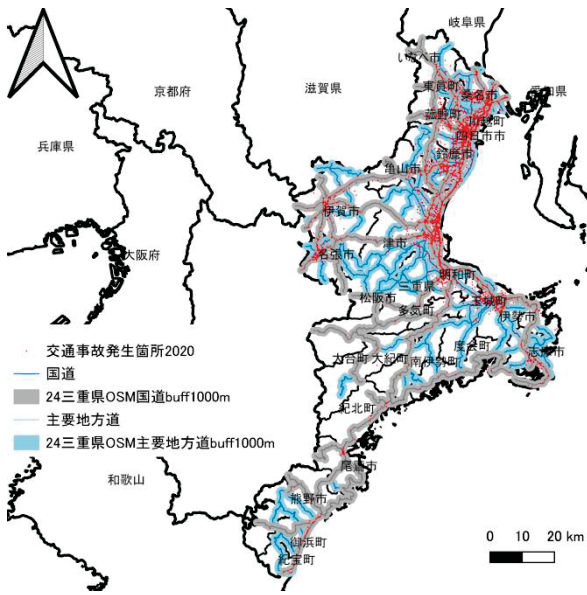 岐阜県
いなべ市
東員町
桑名市
愛知県
京都府
滋賀県
菰野町
川越町
四日市市
兵庫県
鈴鹿市
亀山市
伊賀市
津市
大阪府
名張市
明和町
三重県
松阪市
玉城町
多気町
伊勢市
度会町
志摩市
大台町
大紀町
南伊勢町
紀北町
交通事故発生箇所2020
国道
24三重県OSM国道buff1000m
主要地方道
24三重県OSM主要地方道buff1000m
尾鷲市
和歌山
熊野市
御浜町
紀宝町
0 10 20 km